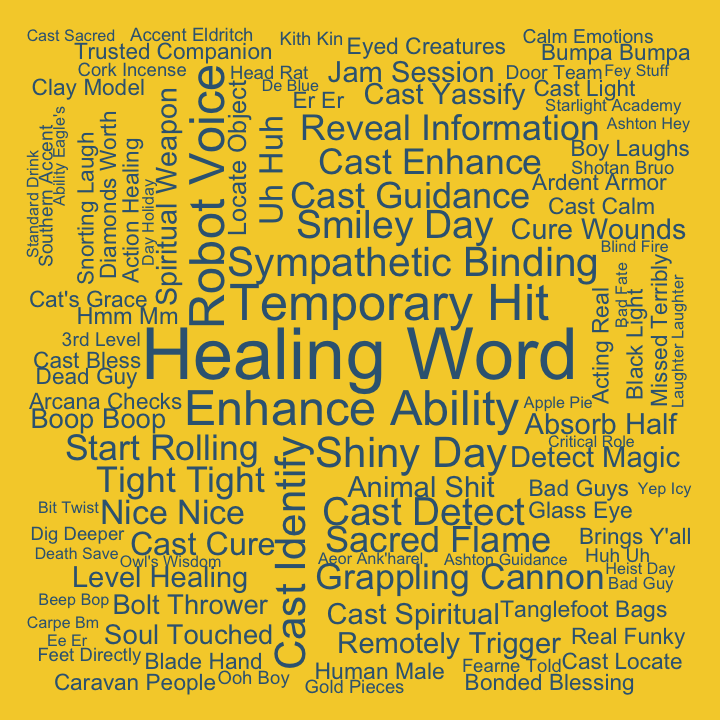 Cast Sacred
Accent Eldritch
Kith Kin
Calm Emotions
Trusted Companion
Eyed Creatures
Bumpa Bumpa
Cork Incense
Head Rat
Jam Session
Door Team
Fey Stuff
Clay Model
De Blue
Er Er
Cast Yassify
Cast Light
Starlight Academy
Reveal Information
Ashton Hey
Boy Laughs
Cast Enhance
Shotan Bruo
Ardent Armor
Cast Guidance
Cast Calm
Smiley Day
Cure Wounds
Blind Fire
Standard Drink
Southern Accent
Ability Eagle's
Snorting Laugh
Diamonds Worth
Action Healing
Day Holiday
Spiritual Weapon
Robot Voice
Locate Object
Uh Huh
Sympathetic Binding
Cat's Grace
Hmm Mm
Temporary Hit
Acting Real
Bad Fate
Black Light
Missed Terribly
Laughter Laughter
3rd Level
Healing Word
Cast Bless
Dead Guy
Arcana Checks
Enhance Ability
Apple Pie
Boop Boop
Absorb Half
Critical Role
Start Rolling
Shiny Day
Detect Magic
Tight Tight
Cast Identify
Animal Shit
Bad Guys
Yep Icy
Bit Twist
Nice Nice
Cast Detect
Glass Eye
Dig Deeper
Cast Cure
Sacred Flame
Brings Y'all
Death Save
Owl's Wisdom
Aeor Ank'harel
Ashton Guidance
Huh Uh
Level Healing
Grappling Cannon
Heist Day
Bad Guy
Beep Bop
Bolt Thrower
Cast Spiritual
Tanglefoot Bags
Carpe Bm
Ee Er
Soul Touched
Remotely Trigger
Real Funky
Feet Directly
Blade Hand
Human Male
Fearne Told
Cast Locate
Caravan People
Ooh Boy
Gold Pieces
Bonded Blessing